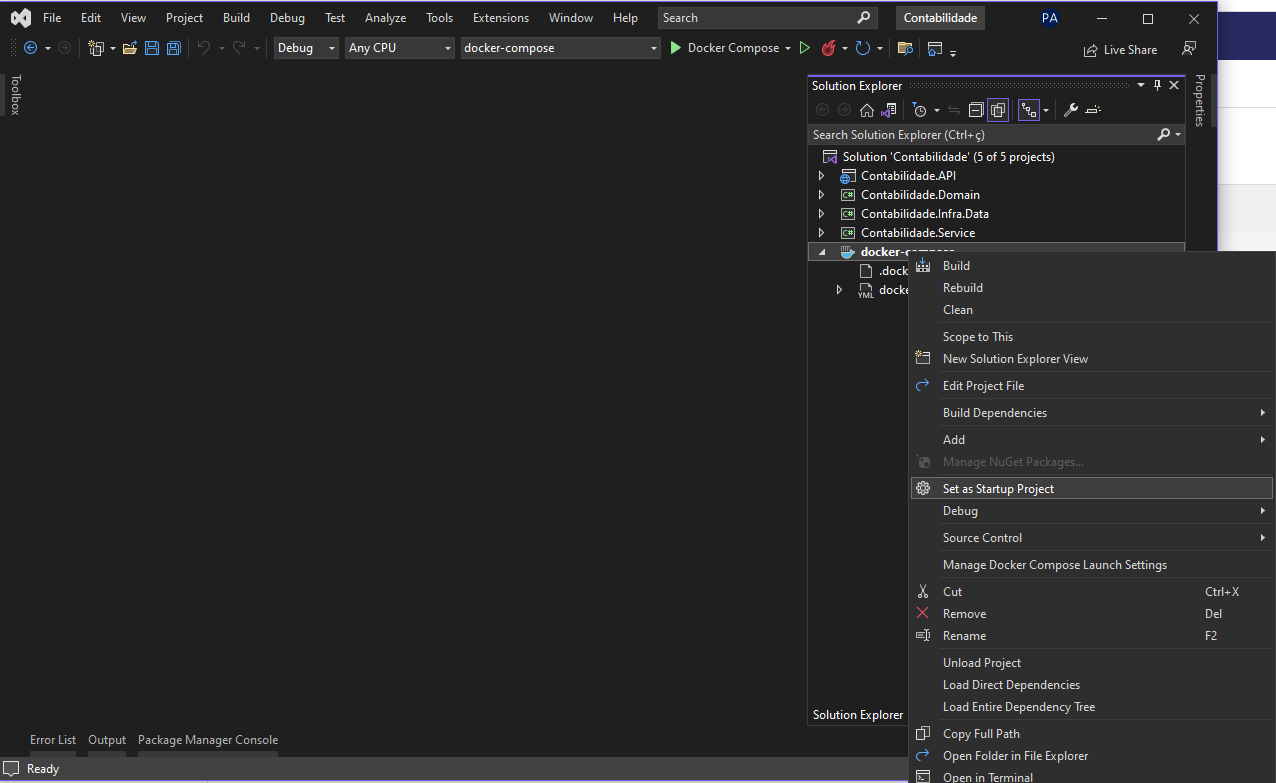 File Edit View Project Build Debug Test Analyze Tools Extensions Window Help Search Contabilidade PA
Debug Any CPU docker-compose Docker Compose Live Share
Toolbox
Solution Explorer
Properties
Search Solution Explorer (Ctrl+ç)
Solution 'Contabilidade' (5 of 5 projects)
Contabilidade.API
C# Contabilidade.Domain
C# Contabilidade.Infra.Data
C# Contabilidade.Service
docker-compose
.dock
YML docke
Build
Rebuild
Clean
Scope to This
New Solution Explorer View
Edit Project File
Build Dependencies
Add
Manage NuGet Packages...
Set as Startup Project
Debug
Source Control
Manage Docker Compose Launch Settings
Cut Ctrl+X
Remove Del
Rename F2
Unload Project
Load Direct Dependencies
Load Entire Dependency Tree
Copy Full Path
Open Folder in File Explorer
Open in Terminal
Solution Explorer
Error List Output Package Manager Console
Ready